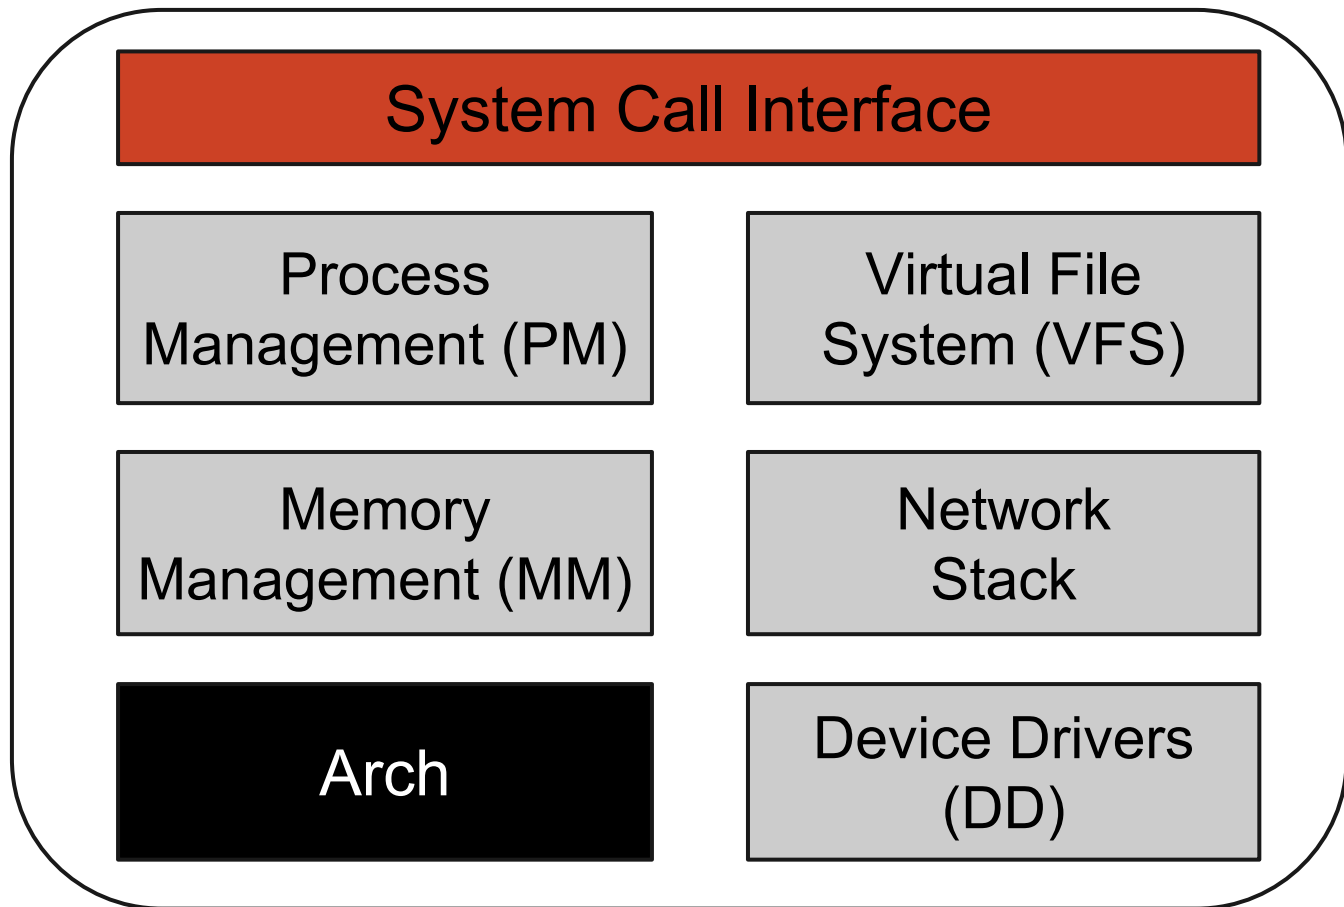 System Call Interface
Process
Management (PM)
Virtual File
System (VFS)
Memory
Management (MM)
Network
Stack
Arch
Device Drivers
(DD)